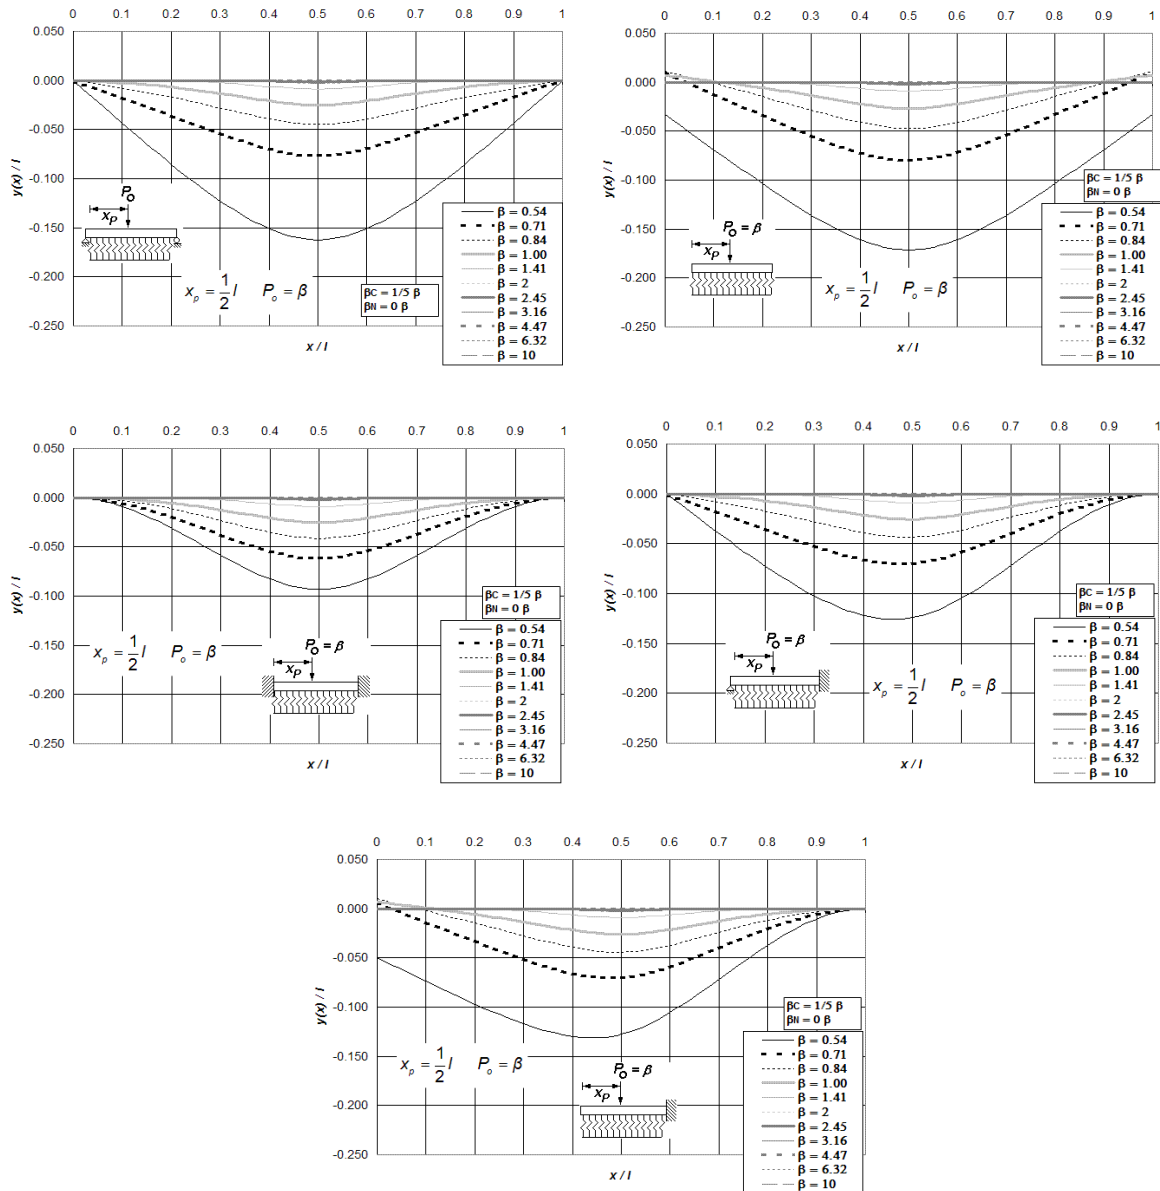 0 0.1 0.2 0.3 0.4 0.5 0.6 0.7 0.8 0.9 1
0.050
0.000
-0.050
-0.100
-0.150
-0.200
-0.250
y(x) / l
P
O
xP
xp = 1/2 l Po = β
βC = 1/5 β
βN = 0 β
β = 0.54
β = 0.71
β = 0.84
β = 1.00
β = 1.41
β = 2
β = 2.45
β = 3.16
β = 4.47
β = 6.32
β = 10
x / l
0 0.1 0.2 0.3 0.4 0.5 0.6 0.7 0.8 0.9 1
0.050
0.000
-0.050
-0.100
-0.150
-0.200
-0.250
y(x) / l
βC = 1/5 β
βN = 0 β
PO = β
xP
xp = 1/2 l Po = β
β = 0.54
β = 0.71
β = 0.84
β = 1.00
β = 1.41
β = 2
β = 2.45
β = 3.16
β = 4.47
β = 6.32
β = 10
x / l
0 0.1 0.2 0.3 0.4 0.5 0.6 0.7 0.8 0.9 1
0.050
0.000
-0.050
-0.100
-0.150
-0.200
-0.250
y(x) / l
βC = 1/5 β
βN = 0 β
xp = 1/2 l Po = β
PO = β
xP
β = 0.54
β = 0.71
β = 0.84
β = 1.00
β = 1.41
β = 2
β = 2.45
β = 3.16
β = 4.47
β = 6.32
β = 10
x / l
0 0.1 0.2 0.3 0.4 0.5 0.6 0.7 0.8 0.9 1
0.050
0.000
-0.050
-0.100
-0.150
-0.200
-0.250
y(x) / l
βC = 1/5 β
βN = 0 β
PO = β
xP
xp = 1/2 l Po = β
β = 0.54
β = 0.71
β = 0.84
β = 1.00
β = 1.41
β = 2
β = 2.45
β = 3.16
β = 4.47
β = 6.32
β = 10
x / l
0 0.1 0.2 0.3 0.4 0.5 0.6 0.7 0.8 0.9 1
0.050
0.000
-0.050
-0.100
-0.150
-0.200
-0.250
y(x) / l
βC = 1/5 β
βN = 0 β
xp = 1/2 l Po = β
PO = β
xP
β = 0.54
β = 0.71
β = 0.84
β = 1.00
β = 1.41
β = 2
β = 2.45
β = 3.16
β = 4.47
β = 6.32
β = 10
x / l